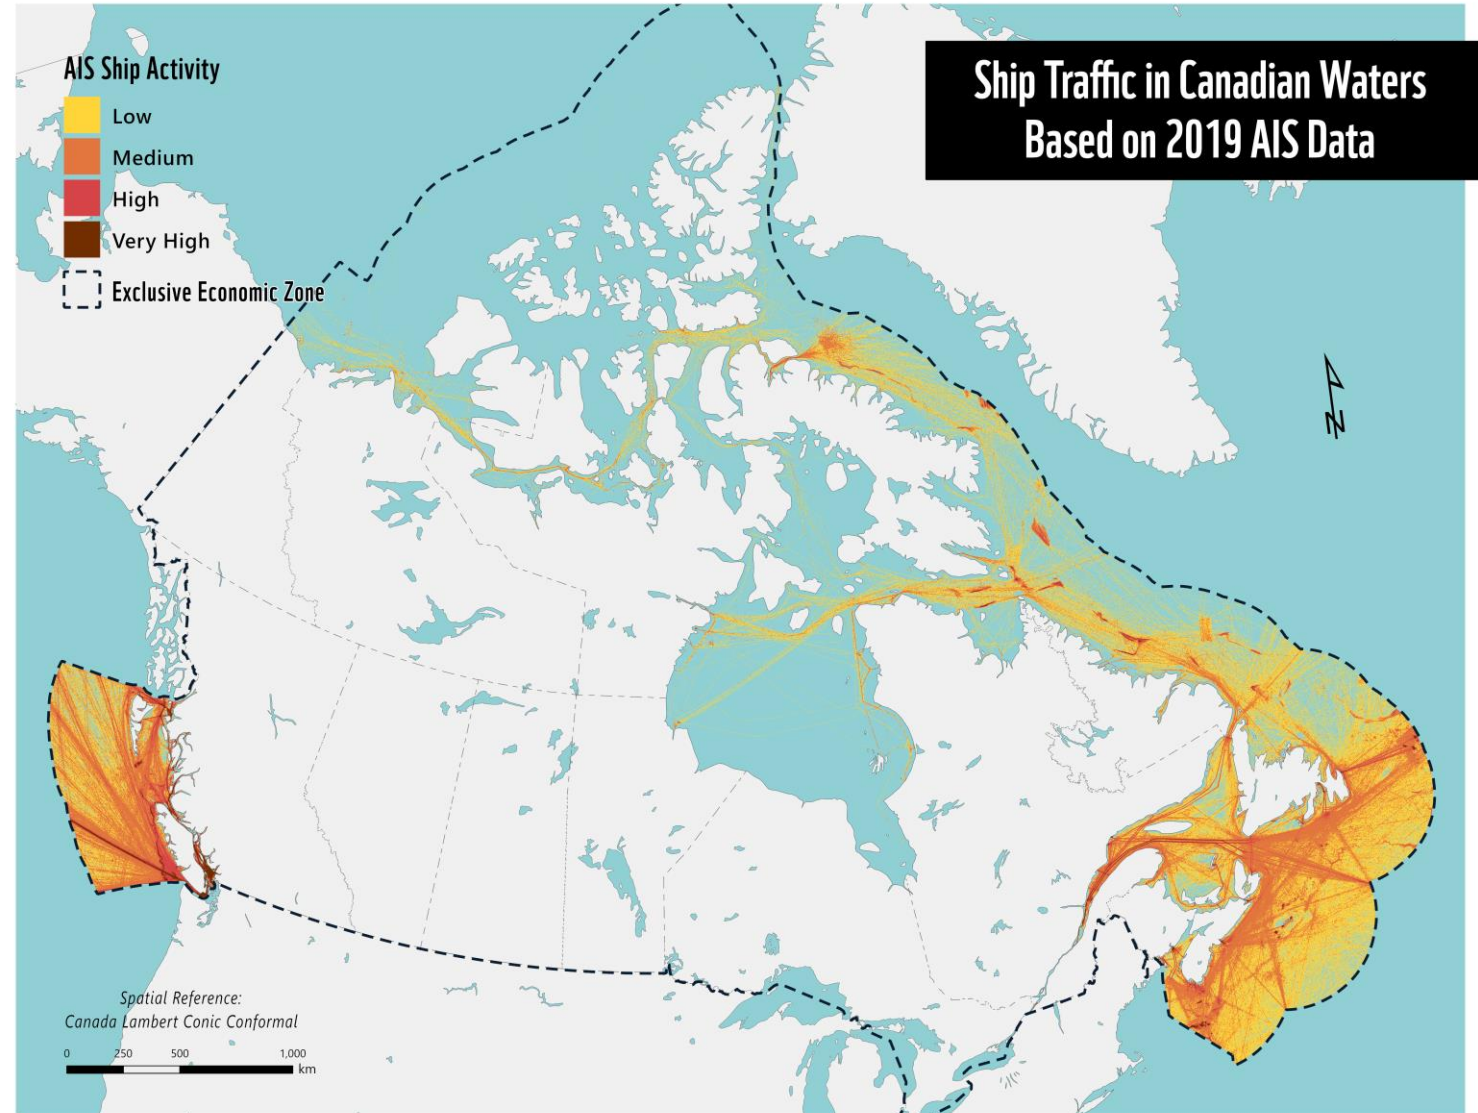 Ship Traffic in Canadian Waters
Based on 2019 AIS Data
AIS Ship Activity
Low
Medium
High
Very High
Exclusive Economic Zone
N
Spatial Reference:
Canada Lambert Conic Conformal
0 250 500 1,000
km